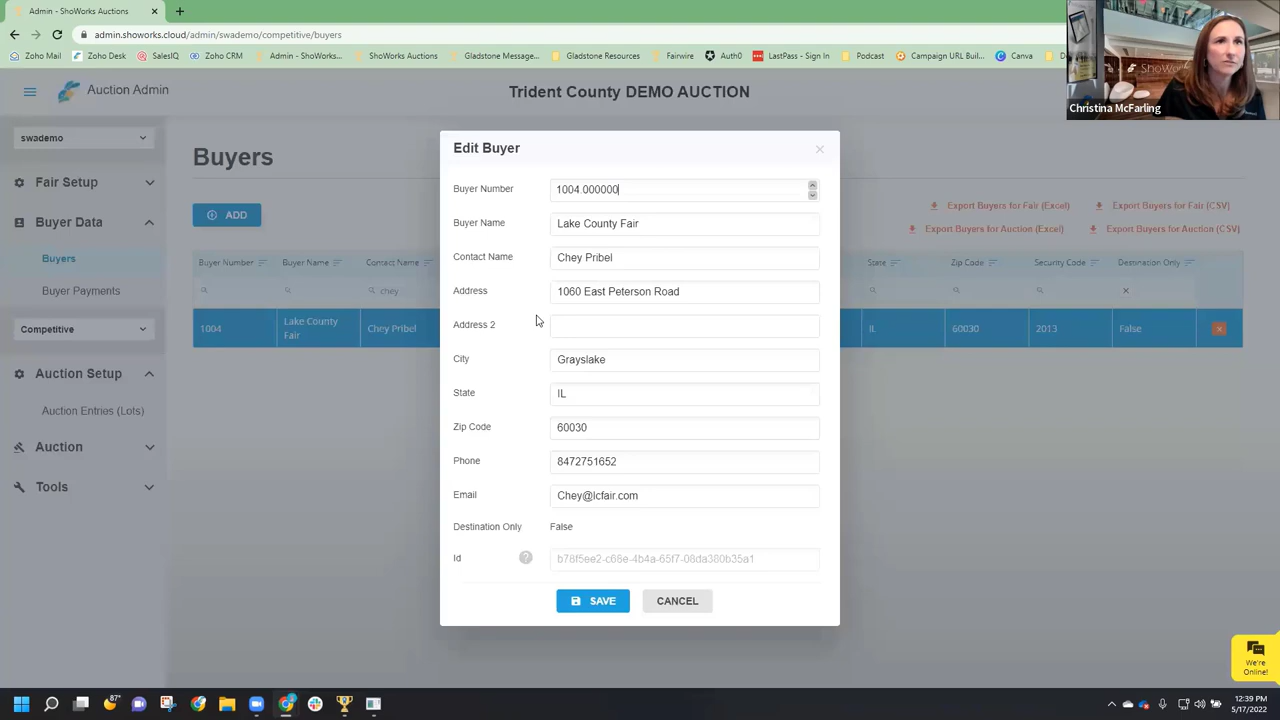 Admin - ShoWorks Auctions
admin.showorks.cloud/admin/swademo/competitive/buyers
Zoho Mail Zoho Desk SalesIQ Zoho CRM Admin - ShoWorks... ShoWorks Auctions Gladstone Message... Gladstone Resources Fairwire Auth0 LastPass - Sign In Podcast Campaign URL Buil... Canva
Auction Admin
Trident County DEMO AUCTION
Christina McFarling
swademo
Fair Setup
Buyer Data
Buyers
Buyer Payments
Competitive
Auction Setup
Auction Entries (Lots)
Auction
Tools
Buyers
ADD
Export Buyers for Fair (Excel) Export Buyers for Fair (CSV)
Export Buyers for Auction (Excel) Export Buyers for Auction (CSV)
Buyer Number Buyer Name Contact Name State Zip Code Security Code Destination Only
chey
1004 Lake County Fair Chey Pribel IL 60030 2013 False
Edit Buyer
Buyer Number 1004.000000
Buyer Name Lake County Fair
Contact Name Chey Pribel
Address 1060 East Peterson Road
Address 2
City Grayslake
State IL
Zip Code 60030
Phone 8472751652
Email Chey@lcfair.com
Destination Only False
Id b78f5ee2-c68e-4b4a-65f7-08da380b35a1
SAVE CANCEL
We're
Online!
87°
12:39 PM
5/17/2022